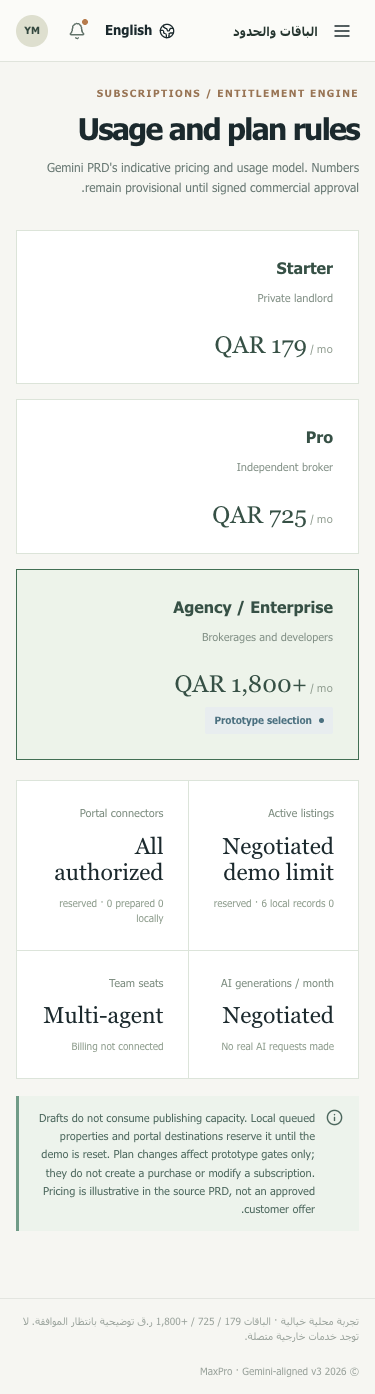 الباقات والحدود
English
YM
SUBSCRIPTIONS / ENTITLEMENT ENGINE
Usage and plan rules
Gemini PRD's indicative pricing and usage model. Numbers
remain provisional until signed commercial approval.
Starter
Private landlord
QAR 179 / mo
Pro
Independent broker
QAR 725 / mo
Agency / Enterprise
Brokerages and developers
QAR 1,800+ / mo
Prototype selection
Active listings
Negotiated
demo limit
reserved · 6 local records 0
Portal connectors
All
authorized
reserved · 0 prepared 0
locally
AI generations / month
Negotiated
No real AI requests made
Team seats
Multi-agent
Billing not connected
Drafts do not consume publishing capacity. Local queued
properties and portal destinations reserve it until the
demo is reset. Plan changes affect prototype gates only;
they do not create a purchase or modify a subscription.
Pricing is illustrative in the source PRD, not an approved
customer offer.
تجربة محلية خيالية · الباقات 179 / 725 / +1,800 ر.ق توضيحية بانتظار الموافقة. لا
توجد خدمات خارجية متصلة.
MaxPro · Gemini-aligned v3 2026 ©